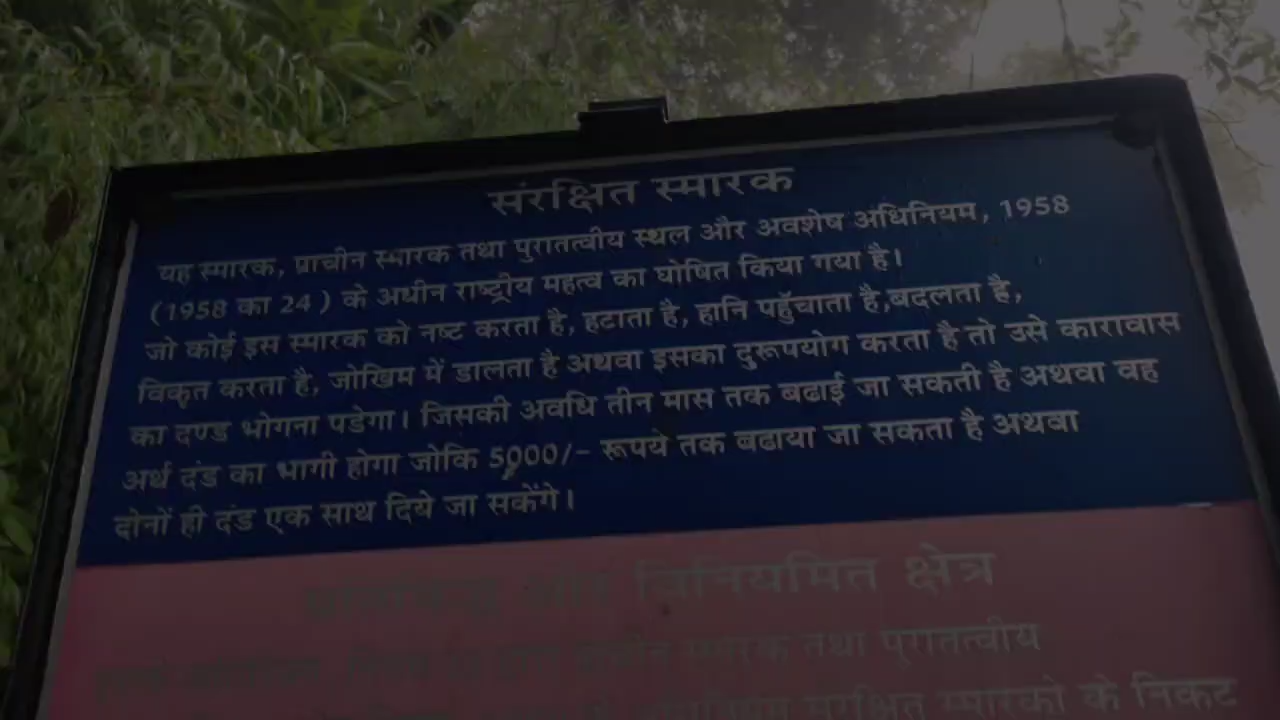 संरक्षित स्मारक
यह स्मारक, प्राचीन स्मारक तथा पुरातत्वीय स्थल और अवशेष अधिनियम, 1958
(1958 का 24 ) के अधीन राष्ट्रीय महत्व का घोषित किया गया है।
जो कोई इस स्मारक को नष्ट करता है, हटाता है, हानि पहुँचाता है,बदलता है,
विकृत करता है, जोखिम में डालता है अथवा इसका दुरूपयोग करता है तो उसे कारावास
का दण्ड भोगना पडेगा। जिसकी अवधि तीन मास तक बढाई जा सकती है अथवा वह
अर्थ दंड का भागी होगा जोकि 5000/- रूपये तक बढाया जा सकता है अथवा
दोनों ही दंड एक साथ दिये जा सकेंगे।
और विनियमित क्षेत्र
प्राचीन स्मारक तथा पुरातत्वीय
संरक्षित स्मारकों के निकट